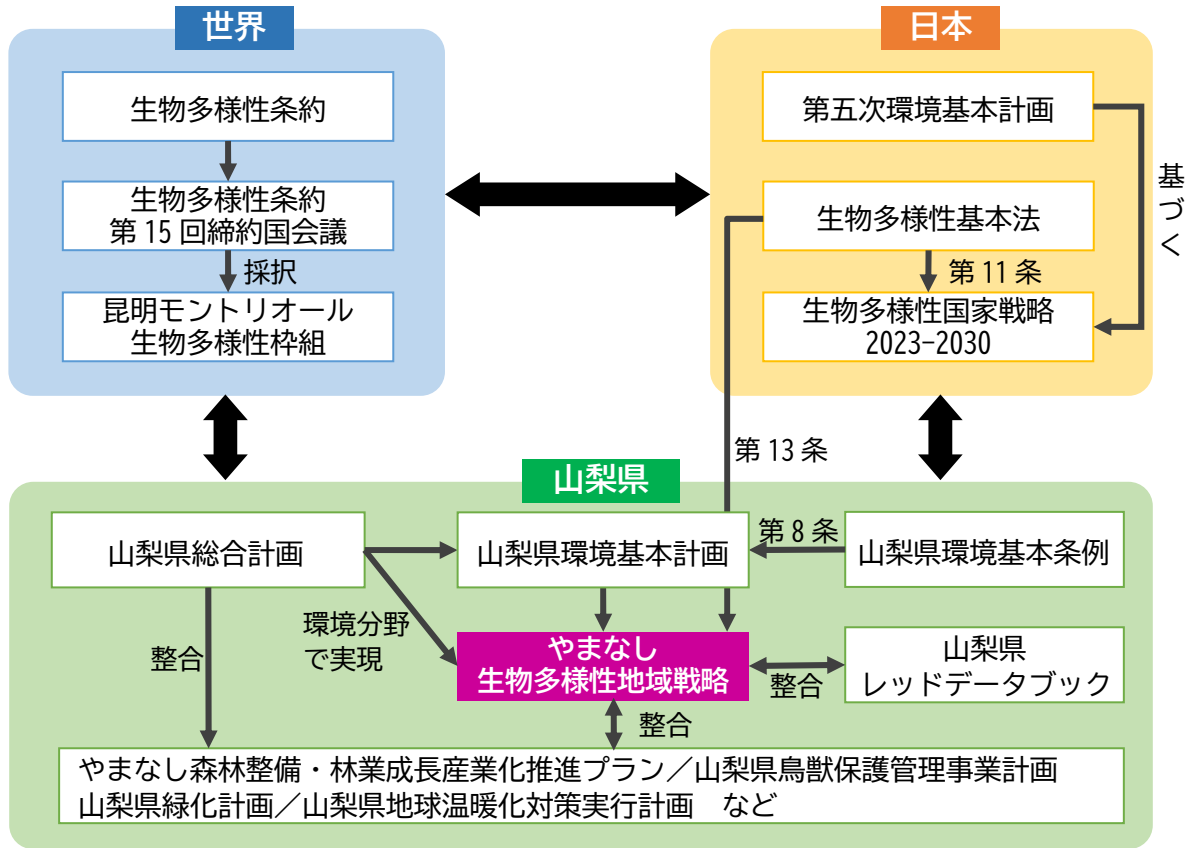 世界
生物多様性条約
生物多様性条約
第 15 回締約国会議
採択
昆明モントリオール
生物多様性枠組
日本
第五次環境基本計画
基づく
生物多様性基本法
第 11 条
生物多様性国家戦略
2023-2030
第 13 条
山梨県
山梨県総合計画
山梨県環境基本計画
第 8 条
山梨県環境基本条例
環境分野
で実現
整合
やまなし
生物多様性地域戦略
整合
山梨県
レッドデータブック
整合
やまなし森林整備・林業成長産業化推進プラン／山梨県鳥獣保護管理事業計画
山梨県緑化計画／山梨県地球温暖化対策実行計画　など